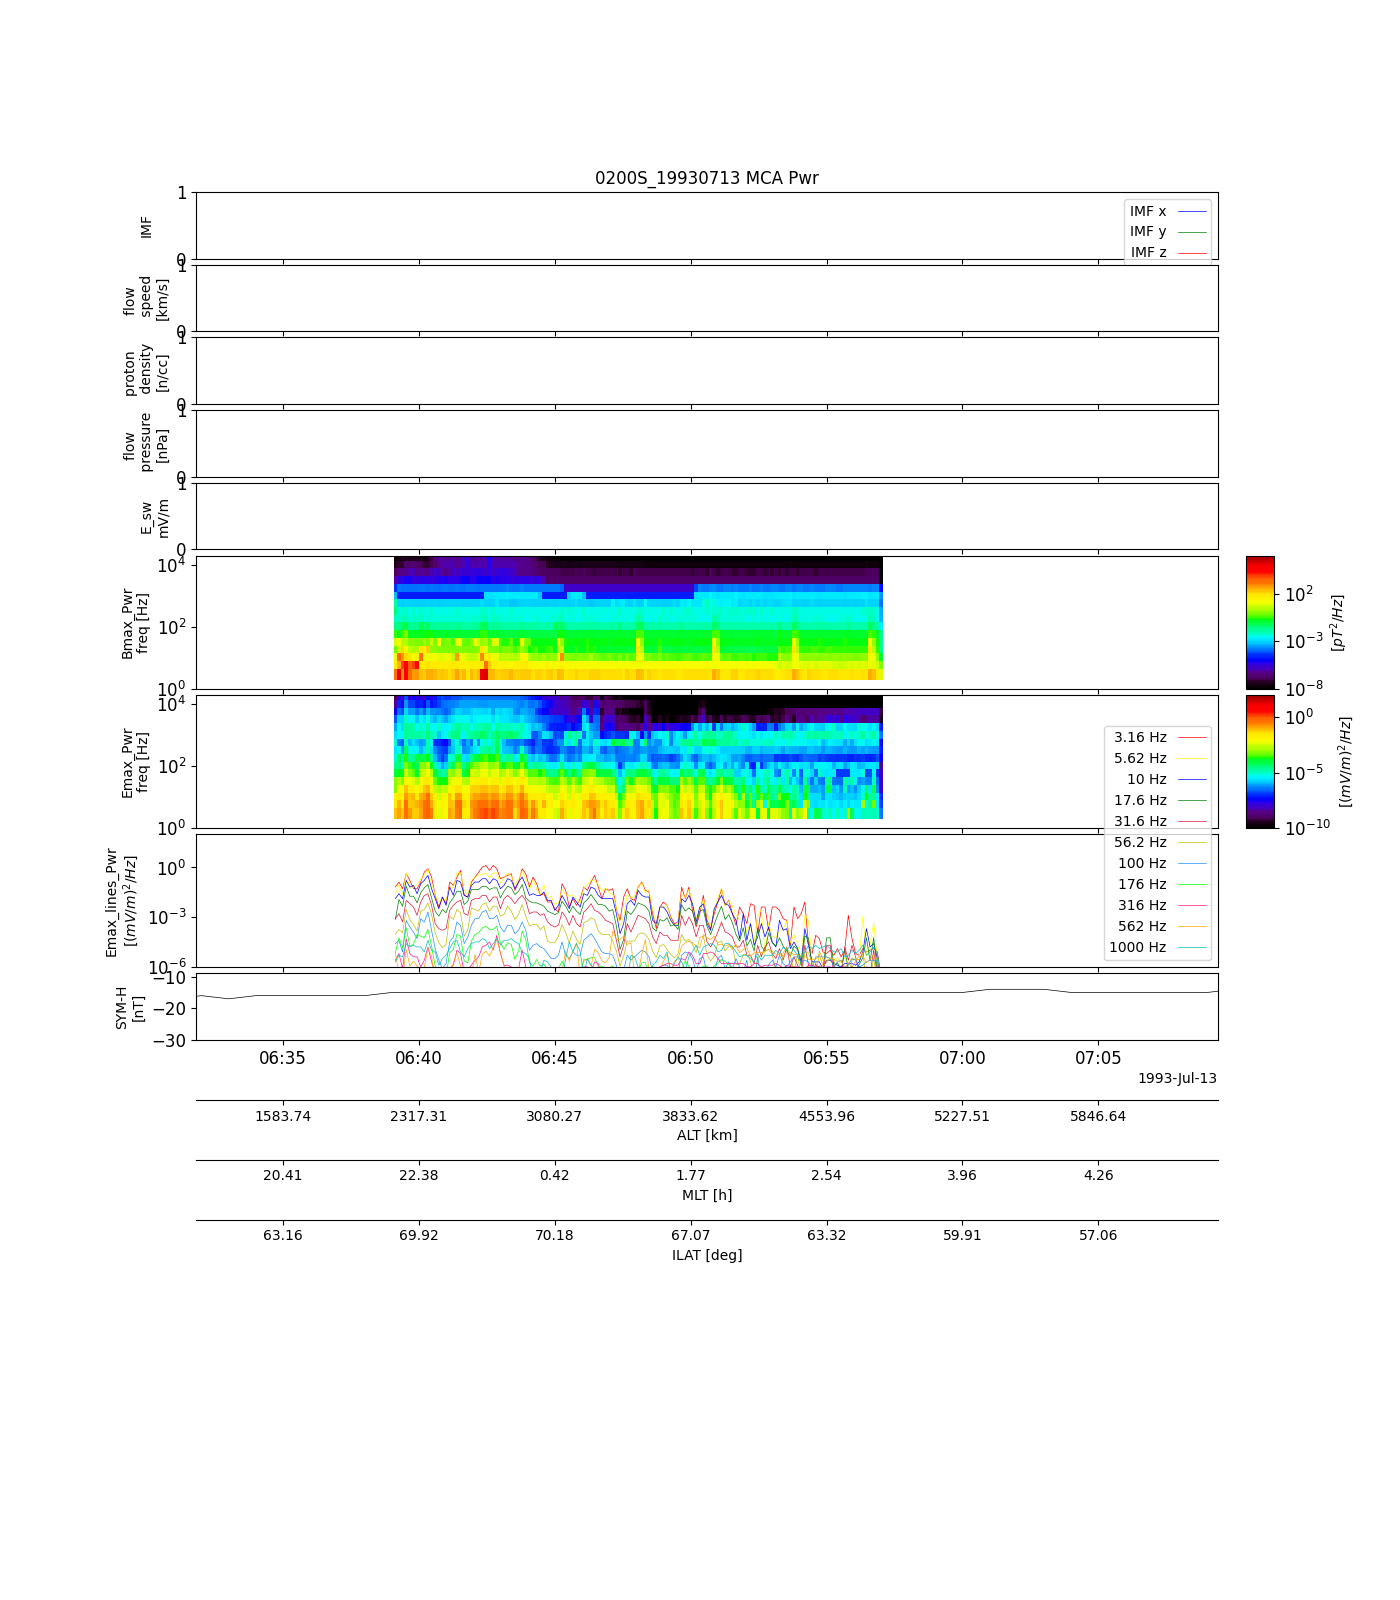 0200S_19930713 MCA Pwr
1
IMF
0
IMF x
IMF y
IMF z
1
flow
speed
[km/s]
0
1
proton
density
[n/cc]
0
1
flow
pressure
[nPa]
0
1
E_sw
mV/m
0
10^4
10^2
10^0
Bmax_Pwr
freq [Hz]
10^2
10^-3
10^-8
[pT^2/Hz]
10^4
10^2
10^0
Emax_Pwr
freq [Hz]
10^0
10^-5
10^-10
[(mV/m)^2/Hz]
3.16 Hz
5.62 Hz
10 Hz
17.6 Hz
31.6 Hz
56.2 Hz
100 Hz
176 Hz
316 Hz
562 Hz
1000 Hz
10^0
10^-3
10^-6
Emax_lines_Pwr
[(mV/m)^2/Hz]
−10
−20
−30
SYM-H
[nT]
06:35 06:40 06:45 06:50 06:55 07:00 07:05
1993-Jul-13
1583.74 2317.31 3080.27 3833.62 4553.96 5227.51 5846.64
ALT [km]
20.41 22.38 0.42 1.77 2.54 3.96 4.26
MLT [h]
63.16 69.92 70.18 67.07 63.32 59.91 57.06
ILAT [deg]